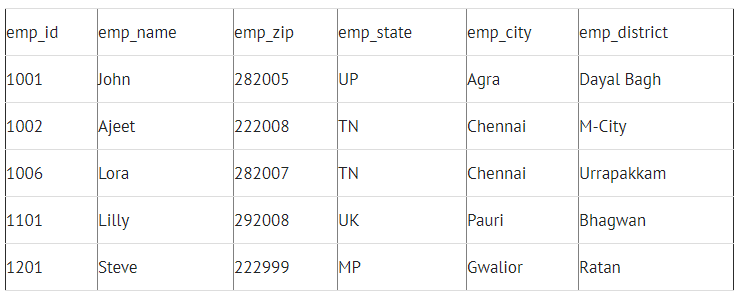 emp_id emp_name emp_zip emp_state emp_city emp_district
1001 John 282005 UP Agra Dayal Bagh
1002 Ajeet 222008 TN Chennai M-City
1006 Lora 282007 TN Chennai Urrapakkam
1101 Lilly 292008 UK Pauri Bhagwan
1201 Steve 222999 MP Gwalior Ratan